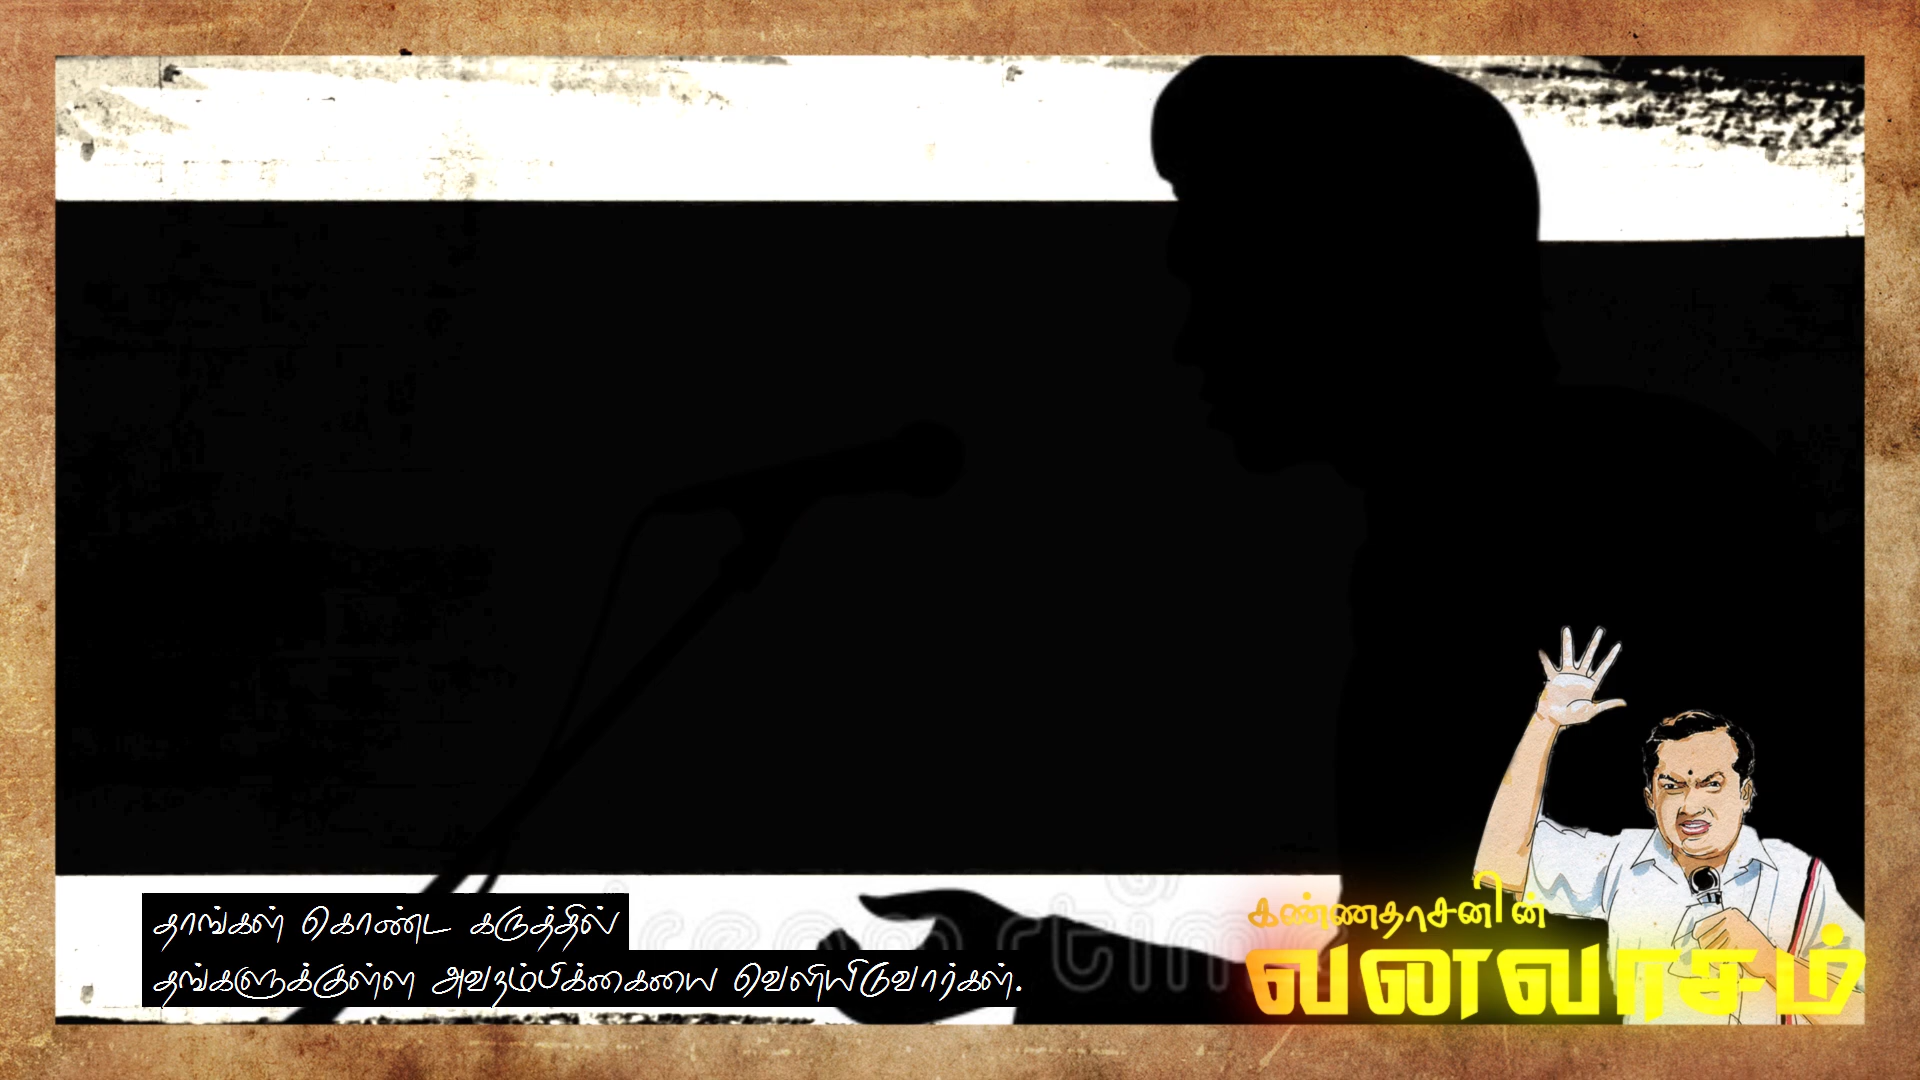 தாங்கள் கொண்ட கருத்தில்
தங்களுக்குள்ள அவநம்பிக்கையை வெளியிடுவார்கள்.
கண்ணதாசனின்
வனவாசம்